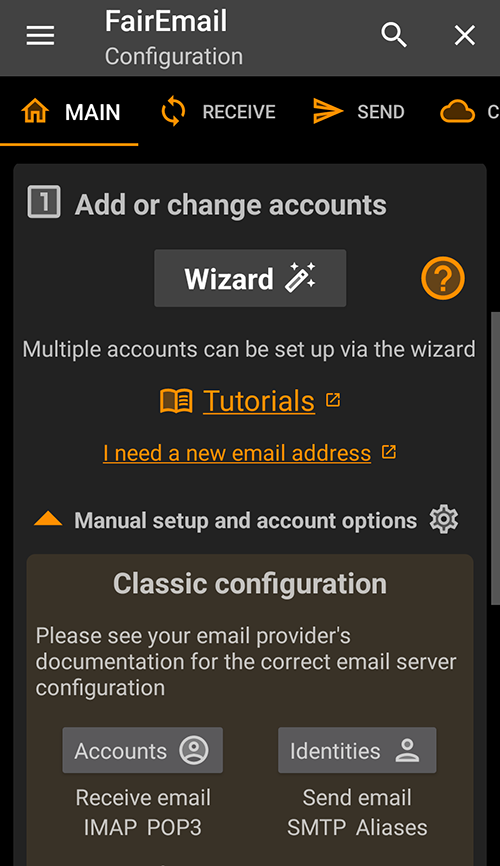 FairEmail
Configuration
MAIN RECEIVE SEND C
1 Add or change accounts
Wizard
?
Multiple accounts can be set up via the wizard
Tutorials
I need a new email address
Manual setup and account options
Classic configuration
Please see your email provider's
documentation for the correct email server
configuration
Accounts Identities
Receive email Send email
IMAP POP3 SMTP Aliases